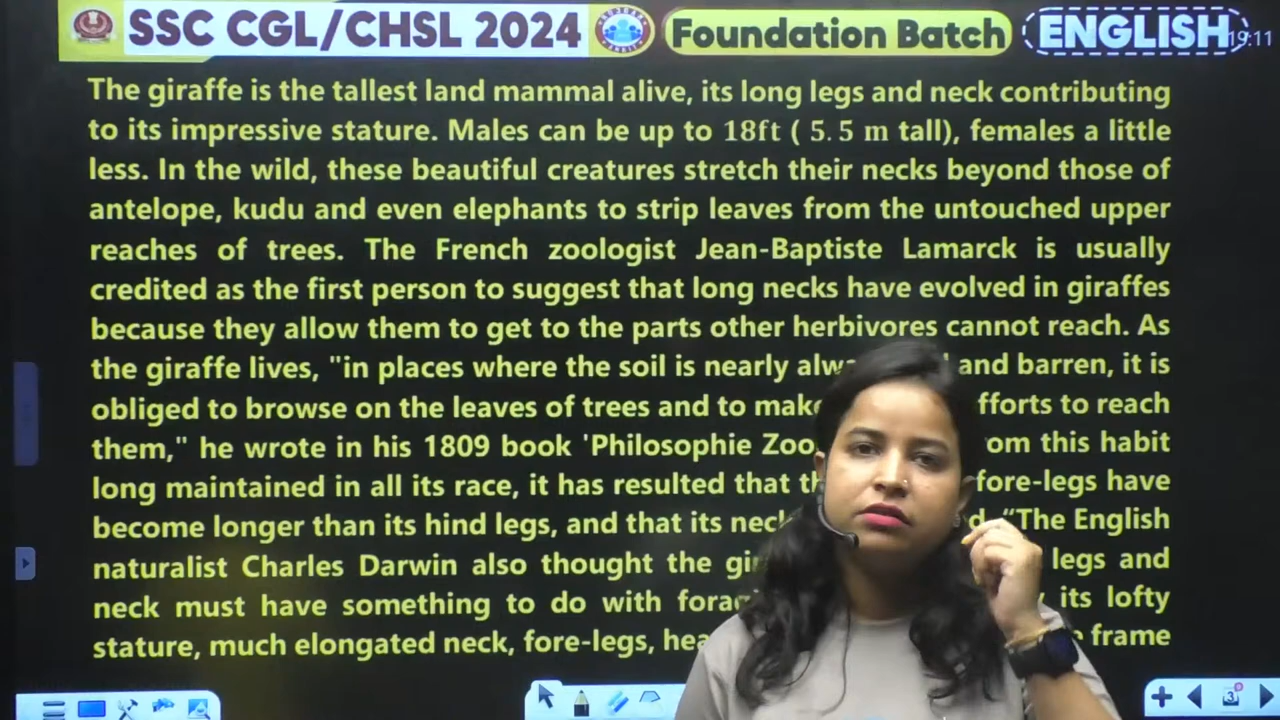 SSC CGL/CHSL 2024 Foundation Batch ENGLISH 19:11
The giraffe is the tallest land mammal alive, its long legs and neck contributing
to its impressive stature. Males can be up to 18ft ( 5. 5 m tall), females a little
less. In the wild, these beautiful creatures stretch their necks beyond those of
antelope, kudu and even elephants to strip leaves from the untouched upper
reaches of trees. The French zoologist Jean-Baptiste Lamarck is usually
credited as the first person to suggest that long necks have evolved in giraffes
because they allow them to get to the parts other herbivores cannot reach. As
the giraffe lives, "in places where the soil is nearly and barren, it is
obliged to browse on the leaves of trees and to make to reach
them," he wrote in his 1809 book 'Philosophie this habit
long maintained in all its race, it has resulted that fore-legs have
become longer than its hind legs, and that its “The English
naturalist Charles Darwin also thought the legs and
neck must have something to do with its lofty
stature, much elongated neck, fore-legs, frame